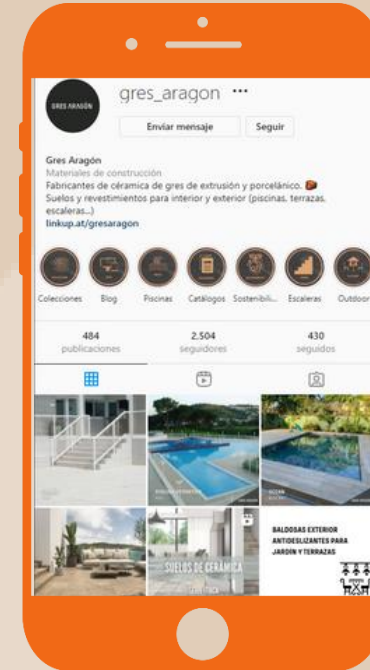 GRES ARAGÓN
gres_aragon ...
Enviar mensaje
Seguir
Gres Aragón
Materiales de construcción
Fabricantes de céramica de gres de extrusión y porcelánico.
Suelos y revestimientos para interior y exterior (piscinas, terrazas,
escaleras...)
linkup.at/gresaragon
Colecciones Blog Piscinas Catálogos Sostenibili... Escaleras Outdoor
484 2.504 430
publicaciones seguidores seguidos
SUELOS DE CERÁMICA
BALDOSAS EXTERIOR
ANTIDESLIZANTES PARA
JARDÍN Y TERRAZAS